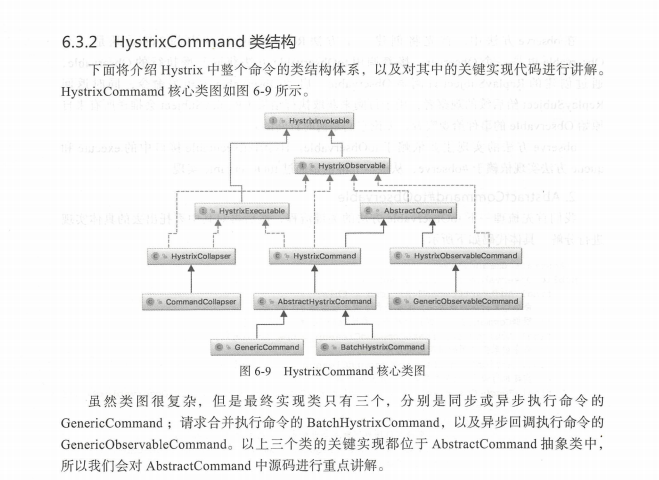 6.3.2 HystrixCommand 类结构
下面将介绍 Hystrix 中整个命令的类结构体系，以及对其中的关键实现代码进行讲解。
HystrixCommamd 核心类图如图 6-9 所示。
HystrixInvokable
HystrixObservable
HystrixExecutable
AbstractCommand
HystrixCollapser
HystrixCommand
HystrixObservableCommand
CommandCollapser
AbstractHystrixCommand
GenericObservableCommand
GenericCommand
BatchHystrixCommand
图 6-9 HystrixCommand 核心类图
虽然类图很复杂，但是最终实现类只有三个，分别是同步或异步执行命令的
GenericCommand；请求合并执行命令的 BatchHystrixCommand，以及异步回调执行命令的
GenericObservableCommand。以上三个类的关键实现都位于 AbstractCommand 抽象类中，
所以我们会对 AbstractCommand 中源码进行重点讲解。